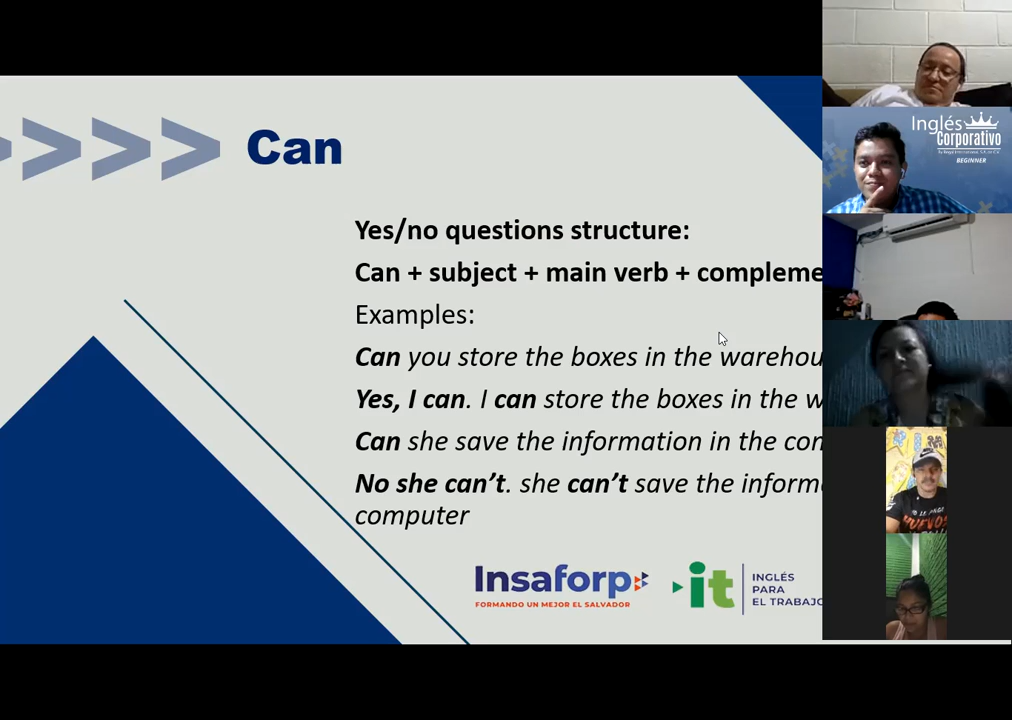 Can
Yes/no questions structure:
Can + subject + main verb + compleme
Examples:
Can you store the boxes in the warehou
Yes, I can. I can store the boxes in the w
Can she save the information in the con
No she can't. she can't save the inform
computer
Insaforp
FORMANDO UN MEJOR EL SALVADOR
it
INGLÉS
PARA
EL TRABAJO
Inglés
Corporativo
BEGINNER
HUEVOS